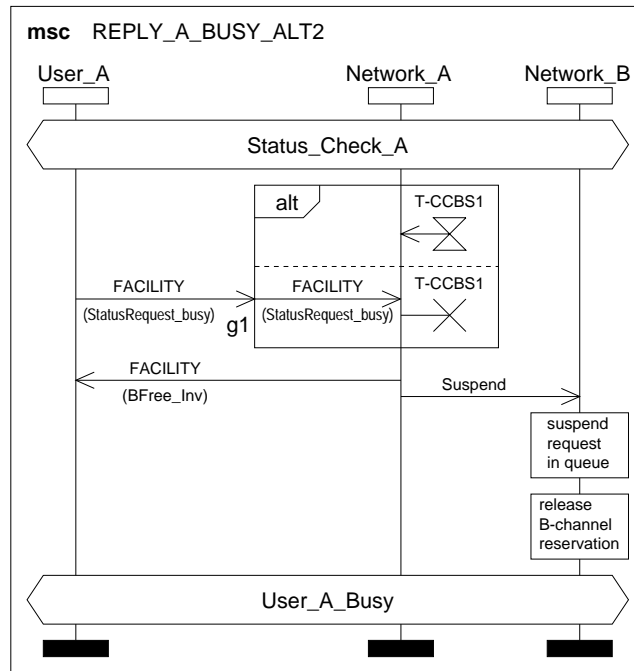 msc REPLY_A_BUSY_ALT2
User_A Network_A Network_B
Status_Check_A
alt
T-CCBS1
T-CCBS1
FACILITY
(StatusRequest_busy)
g1
FACILITY
(StatusRequest_busy)
FACILITY
(BFree_Inv)
Suspend
suspend
request
in queue
release
B-channel
reservation
User_A_Busy